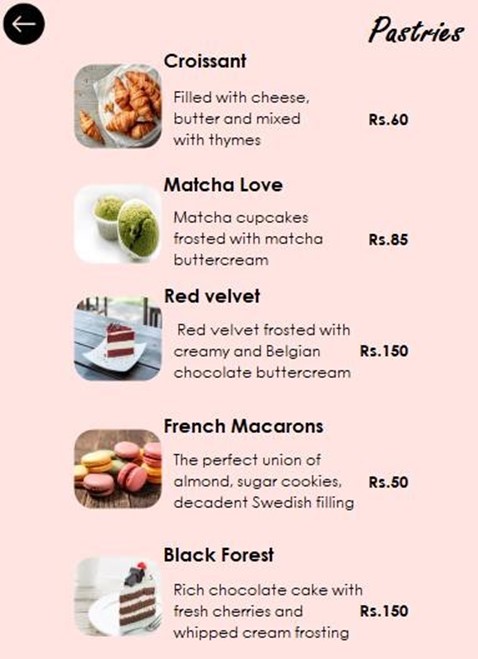 Pastries
Croissant
Filled with cheese,
butter and mixed
with thymes
Rs.60
Matcha Love
Matcha cupcakes
frosted with matcha
buttercream
Rs.85
Red velvet
Red velvet frosted with
creamy and Belgian
chocolate buttercream
Rs.150
French Macarons
The perfect union of
almond, sugar cookies,
decadent Swedish filling
Rs.50
Black Forest
Rich chocolate cake with
fresh cherries and
whipped cream frosting
Rs.150